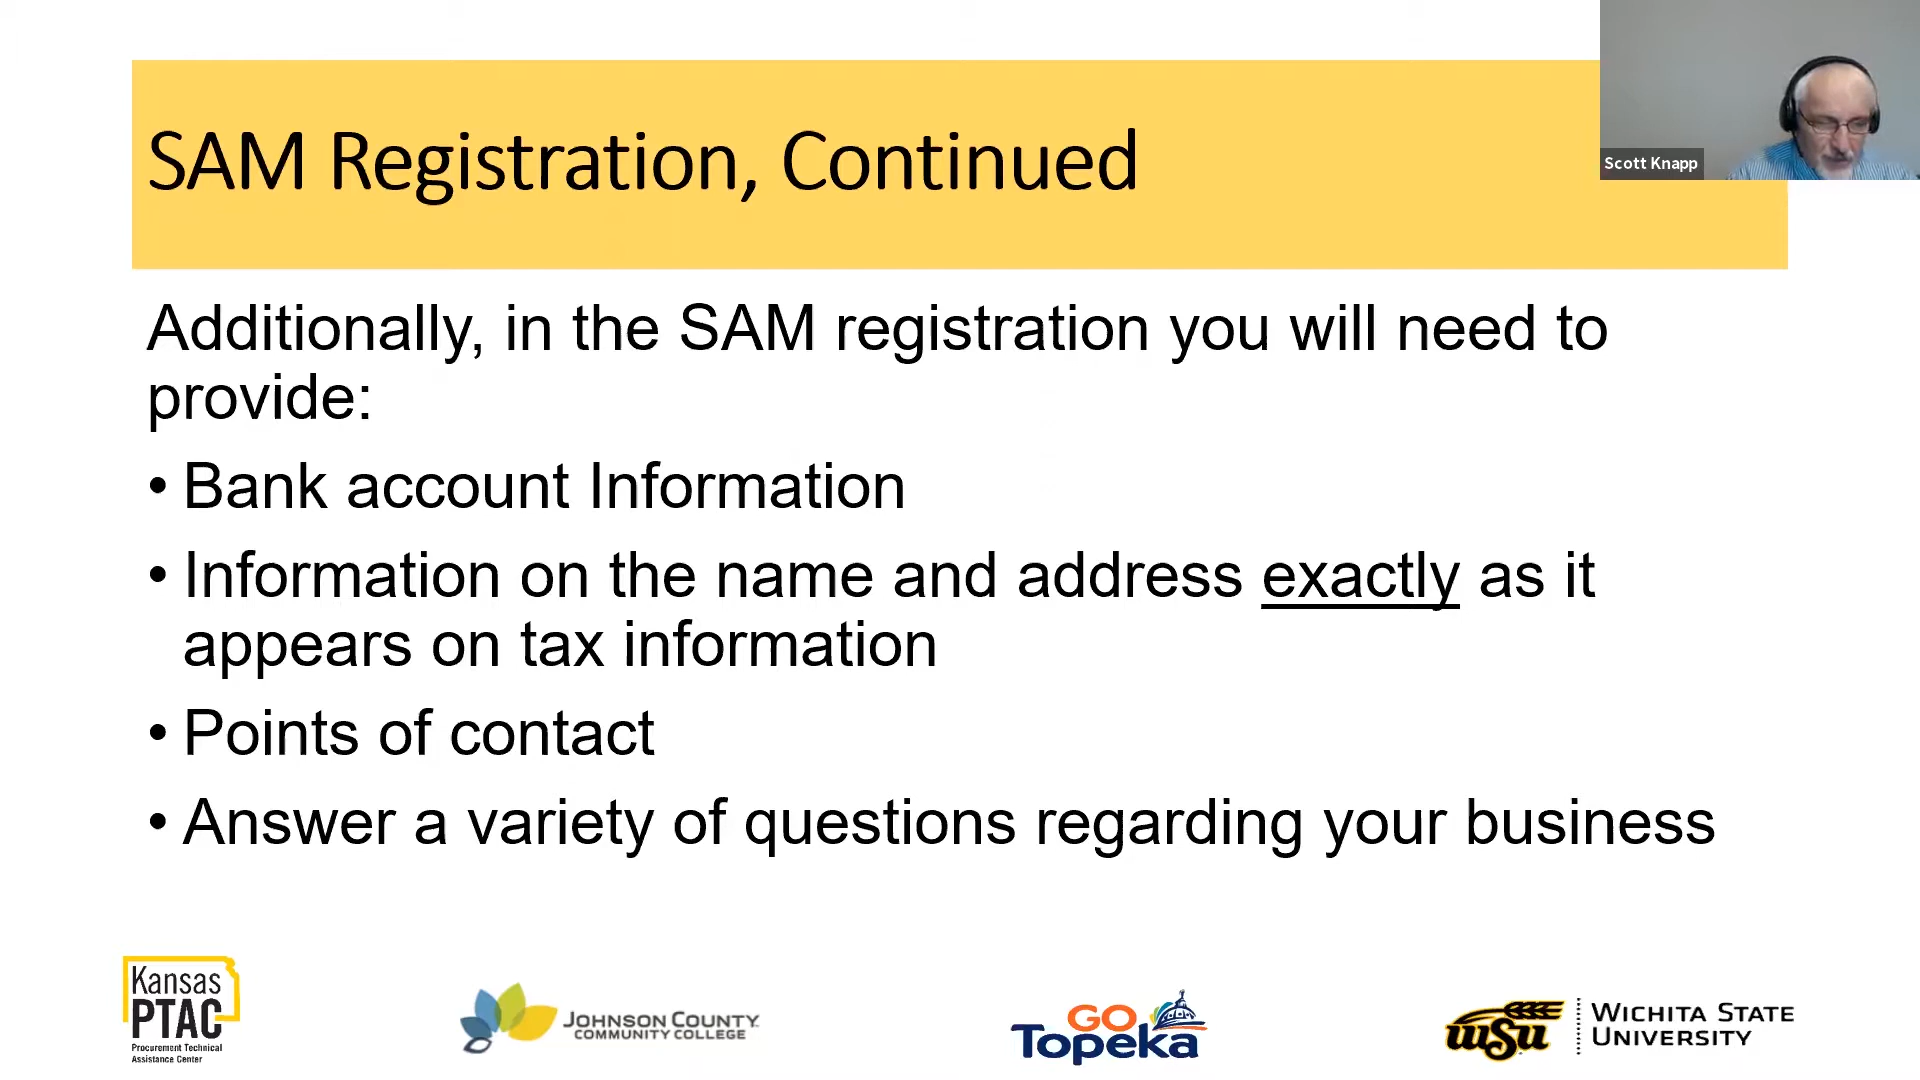 SAM Registration, Continued
Scott Knapp
Additionally, in the SAM registration you will need to
provide:
• Bank account Information
• Information on the name and address exactly as it
appears on tax information
• Points of contact
• Answer a variety of questions regarding your business
Kansas
PTAC
Procurement Technical
Assistance Center
JOHNSON COUNTY
COMMUNITY COLLEGE
GO
Topeka
WSU
WICHITA STATE
UNIVERSITY